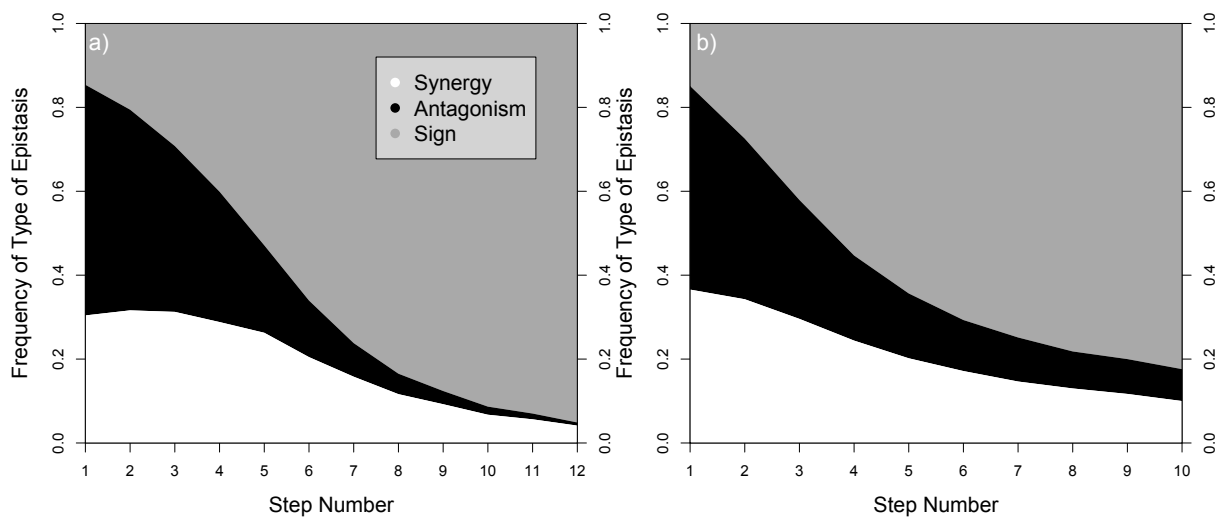 a)
Synergy
Antagonism
Sign
Frequency of Type of Epistasis
0.0 0.2 0.4 0.6 0.8 1.0
0.0 0.2 0.4 0.6 0.8 1.0
1 2 3 4 5 6 7 8 9 10 11 12
Step Number
b)
Frequency of Type of Epistasis
0.0 0.2 0.4 0.6 0.8 1.0
0.0 0.2 0.4 0.6 0.8 1.0
1 2 3 4 5 6 7 8 9 10
Step Number